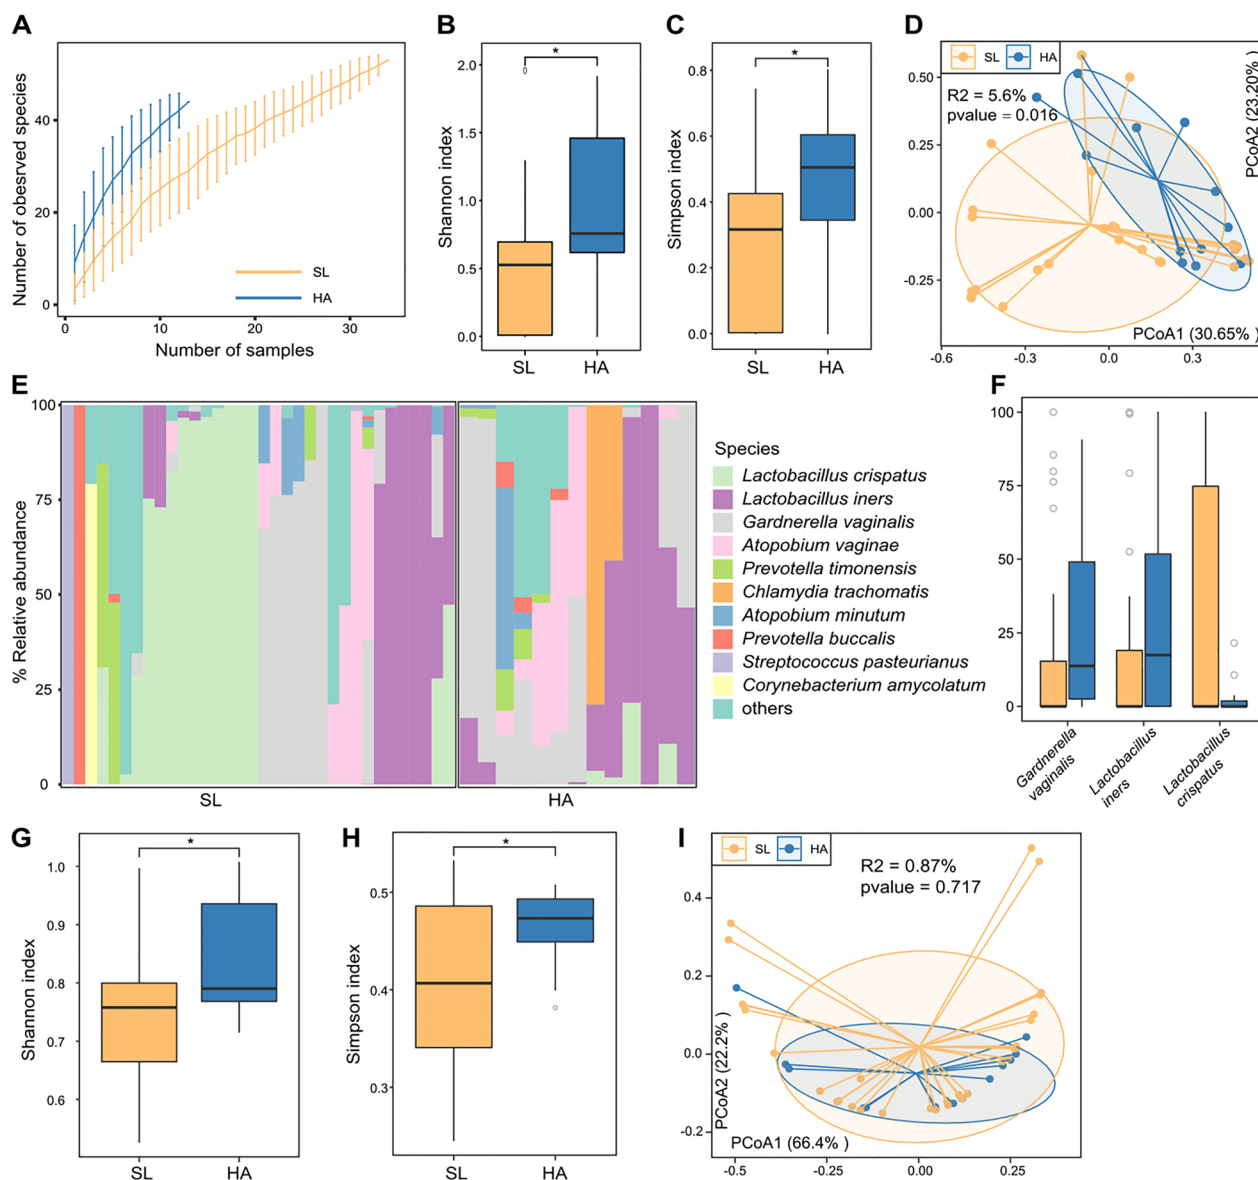 A
Number of obesrved species
40
20
0
0
10
20
30
Number of samples
SL
HA
B
Shannon index
2.0
1.5
1.0
0.5
0.0
*
SL
HA
C
Simpson index
0.8
0.6
0.4
0.2
0.0
*
SL
HA
D
SL
HA
R2 = 5.6%
pvalue = 0.016
PCoA2 (23.20% )
0.50
0.25
0.00
-0.25
PCoA1 (30.65% )
-0.6
-0.3
0.0
0.3
E
% Relative abundance
100
75
50
25
0
SL
HA
Species
Lactobacillus crispatus
Lactobacillus iners
Gardnerella vaginalis
Atopobium vaginae
Prevotella timonensis
Chlamydia trachomatis
Atopobium minutum
Prevotella buccalis
Streptococcus pasteurianus
Corynebacterium amycolatum
others
F
100
75
50
25
0
Gardnerella
vaginalis
Lactobacillus
iners
Lactobacillus
crispatus
G
Shannon index
1.0
0.9
0.8
0.7
0.6
*
SL
HA
H
Simpson index
0.5
0.4
0.3
*
SL
HA
I
SL
HA
R2 = 0.87%
pvalue = 0.717
0.4
0.2
0.0
-0.2
PCoA2 (22.2% )
PCoA1 (66.4% )
-0.5
-0.25
0.00
0.25